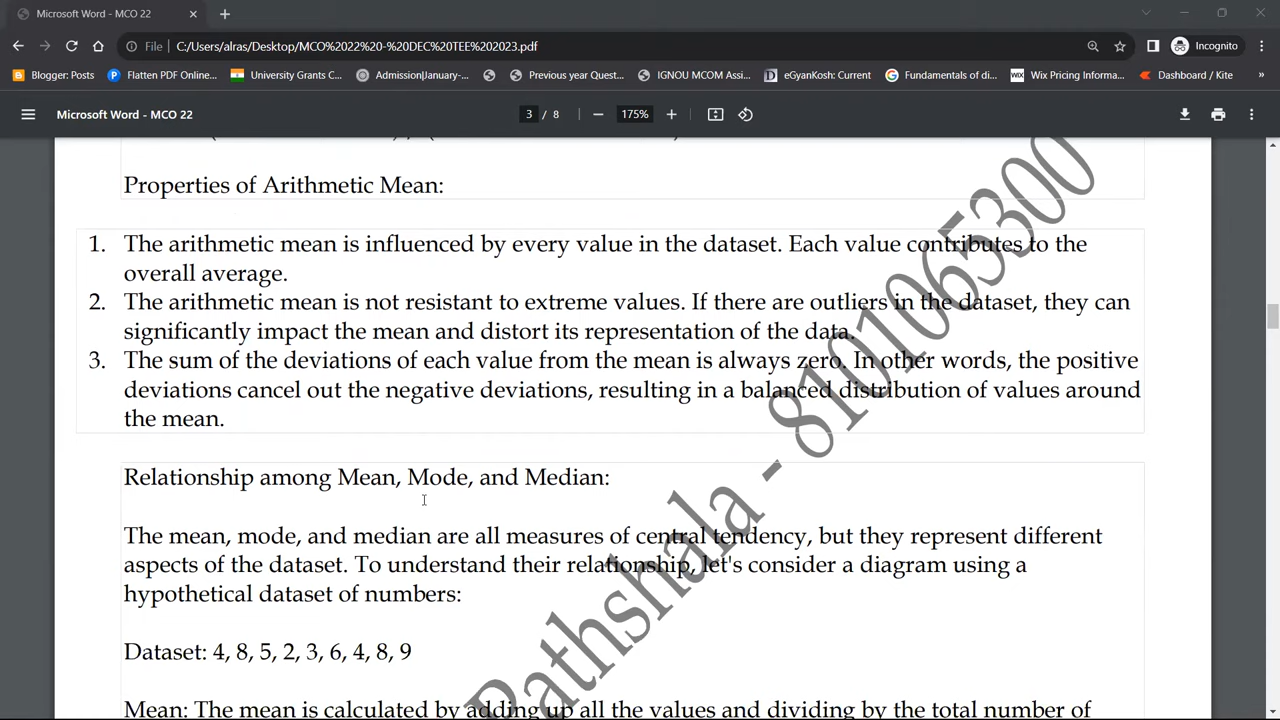 Microsoft Word - MCO 22
File C:/Users/alras/Desktop/MCO%2022%20-%20DEC%20TEE%202023.pdf
Incognito
Blogger: Posts
Flatten PDF Online...
University Grants C...
Admission|January-...
Previous year Quest...
IGNOU MCOM Assi...
eGyanKosh: Current
Fundamentals of di...
WIX Wix Pricing Informa...
Dashboard / Kite
»
Microsoft Word - MCO 22
3 / 8
175%
Properties of Arithmetic Mean:
1. The arithmetic mean is influenced by every value in the dataset. Each value contributes to the
overall average.
2. The arithmetic mean is not resistant to extreme values. If there are outliers in the dataset, they can
significantly impact the mean and distort its representation of the data.
3. The sum of the deviations of each value from the mean is always zero. In other words, the positive
deviations cancel out the negative deviations, resulting in a balanced distribution of values around
the mean.
Relationship among Mean, Mode, and Median:
The mean, mode, and median are all measures of central tendency, but they represent different
aspects of the dataset. To understand their relationship, let's consider a diagram using a
hypothetical dataset of numbers:
Dataset: 4, 8, 5, 2, 3, 6, 4, 8, 9
Mean: The mean is calculated by adding up all the values and dividing by the total number of
Pathshala - 8101065300